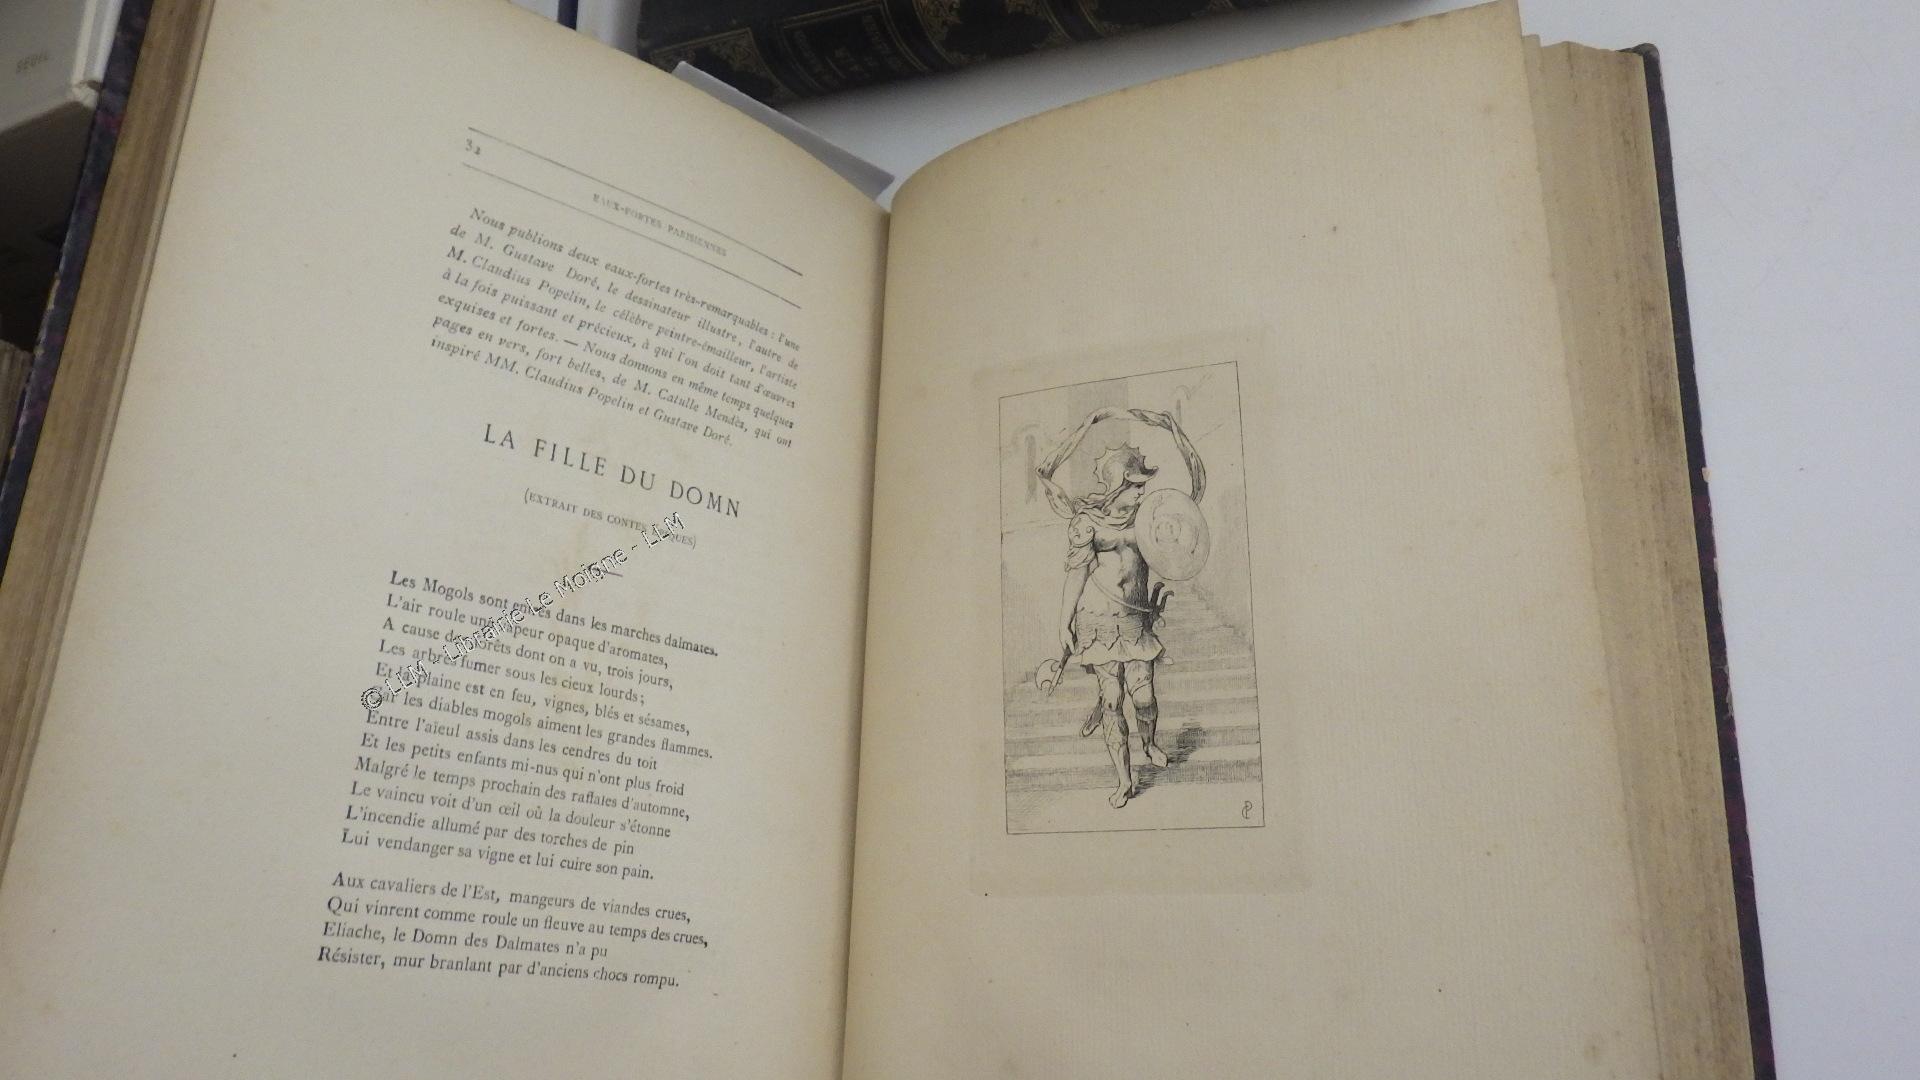 SEUIL
32
EAUX-FORTES PARISIENNES
Nous publions deux eaux-fortes très-remarquables : l'une
de M. Gustave Doré, le dessinateur illustre, l'autre de
M. Claudius Popelin, le célèbre peintre-émailleur, l'artiste
à la fois puissant et précieux, à qui l'on doit tant d'œuvres
exquises et fortes. — Nous donnons en même temps quelques
pages en vers, fort belles, de M. Catulle Mendès, qui ont
inspiré MM. Claudius Popelin et Gustave Doré.
LA FILLE DU DOMN
(EXTRAIT DES CONTES QUES)
Les Mogols sont entrés dans les marches dalmates.
L'air roule une vapeur opaque d'aromates,
A cause de forêts dont on a vu, trois jours,
Les arbres fumer sous les cieux lourds;
Et la plaine est en feu, vignes, blés et sésames,
Car les diables mogols aiment les grandes flammes.
Entre l'aïeul assis dans les cendres du toit
Et les petits enfants mi-nus qui n'ont plus froid
Malgré le temps prochain des rafales d'automne,
Le vaincu voit d'un œil où la douleur s'étonne
L'incendie allumé par des torches de pin
Lui vendanger sa vigne et lui cuire son pain.
Aux cavaliers de l'Est, mangeurs de viandes crues,
Qui vinrent comme roule un fleuve au temps des crues,
Eliache, le Domn des Dalmates n'a pu
Résister, mur branlant par d'anciens chocs rompu.
© LLM - Librairie Le Moigne - LLM